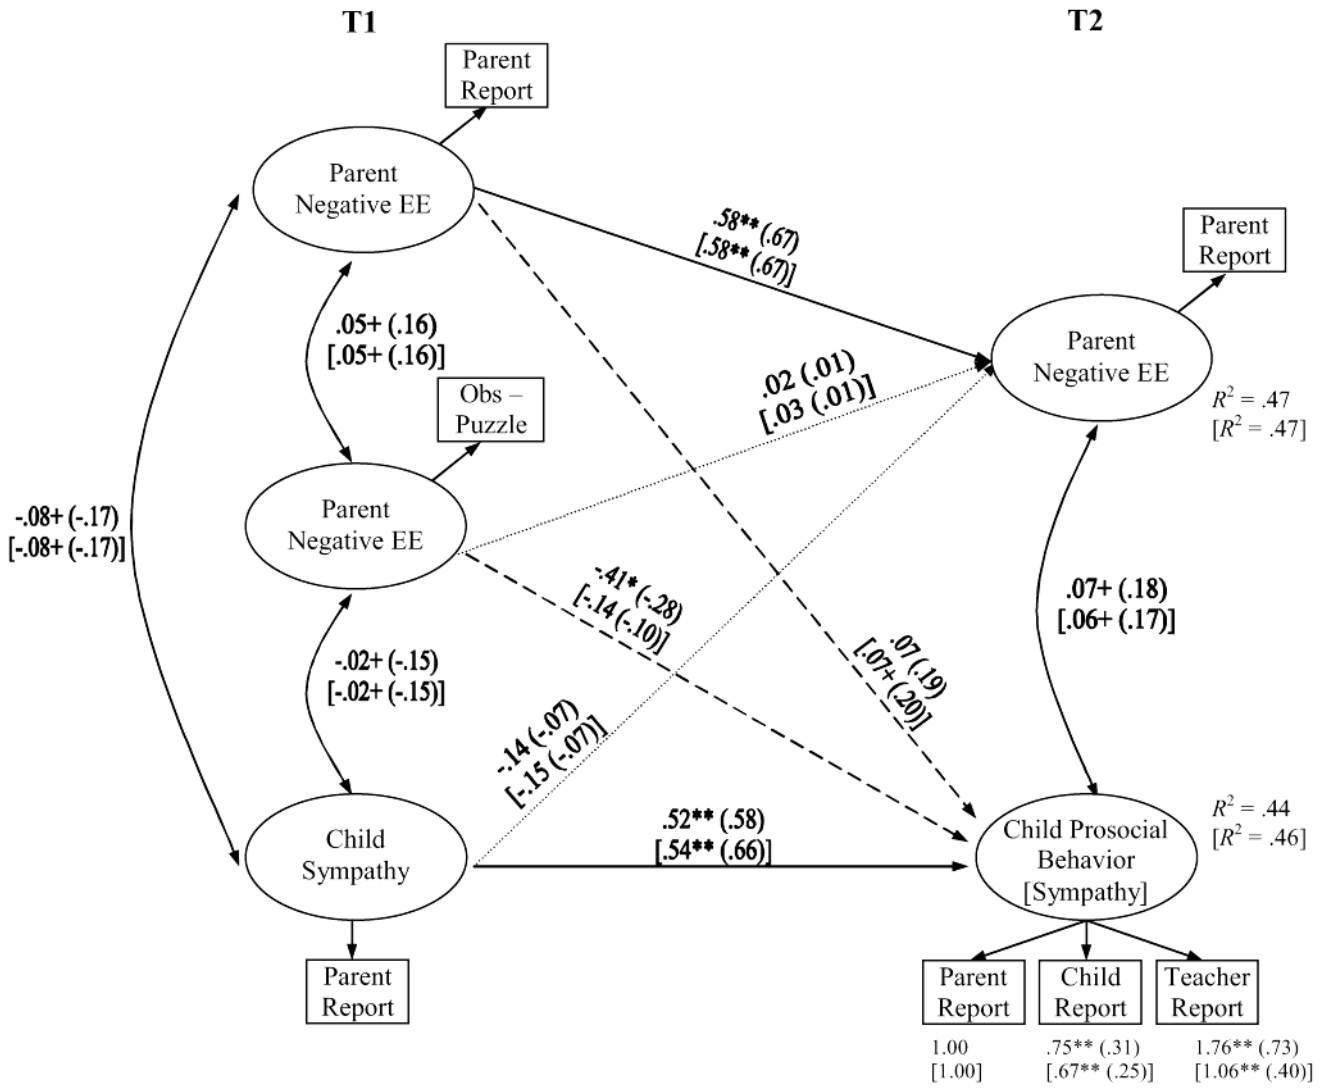 T1
T2
Parent
Report
Parent
Negative EE
.58** (.67)
[.58** (.67)]
Parent
Report
.05+ (.16)
[.05+ (.16)]
Parent
Negative EE
.02 (.01)
[.03 (.01)]
R² = .47
[R² = .47]
Obs –
Puzzle
Parent
Negative EE
-.08+ (-.17)
[-.08+ (-.17)]
-.41* (-.28)
[-.14 (-.10)]
.07+ (.18)
[.06+ (.17)]
.07 (.19)
[.07+ (.20)]
-.02+ (-.15)
[-.02+ (-.15)]
-.14 (-.07)
[-.15 (-.07)]
Child
Sympathy
.52** (.58)
[.54** (.66)]
Child Prosocial
Behavior
[Sympathy]
R² = .44
[R² = .46]
Parent
Report
Parent
Report
Child
Report
Teacher
Report
1.00
[1.00]
.75** (.31)
[.67** (.25)]
1.76** (.73)
[1.06** (.40)]